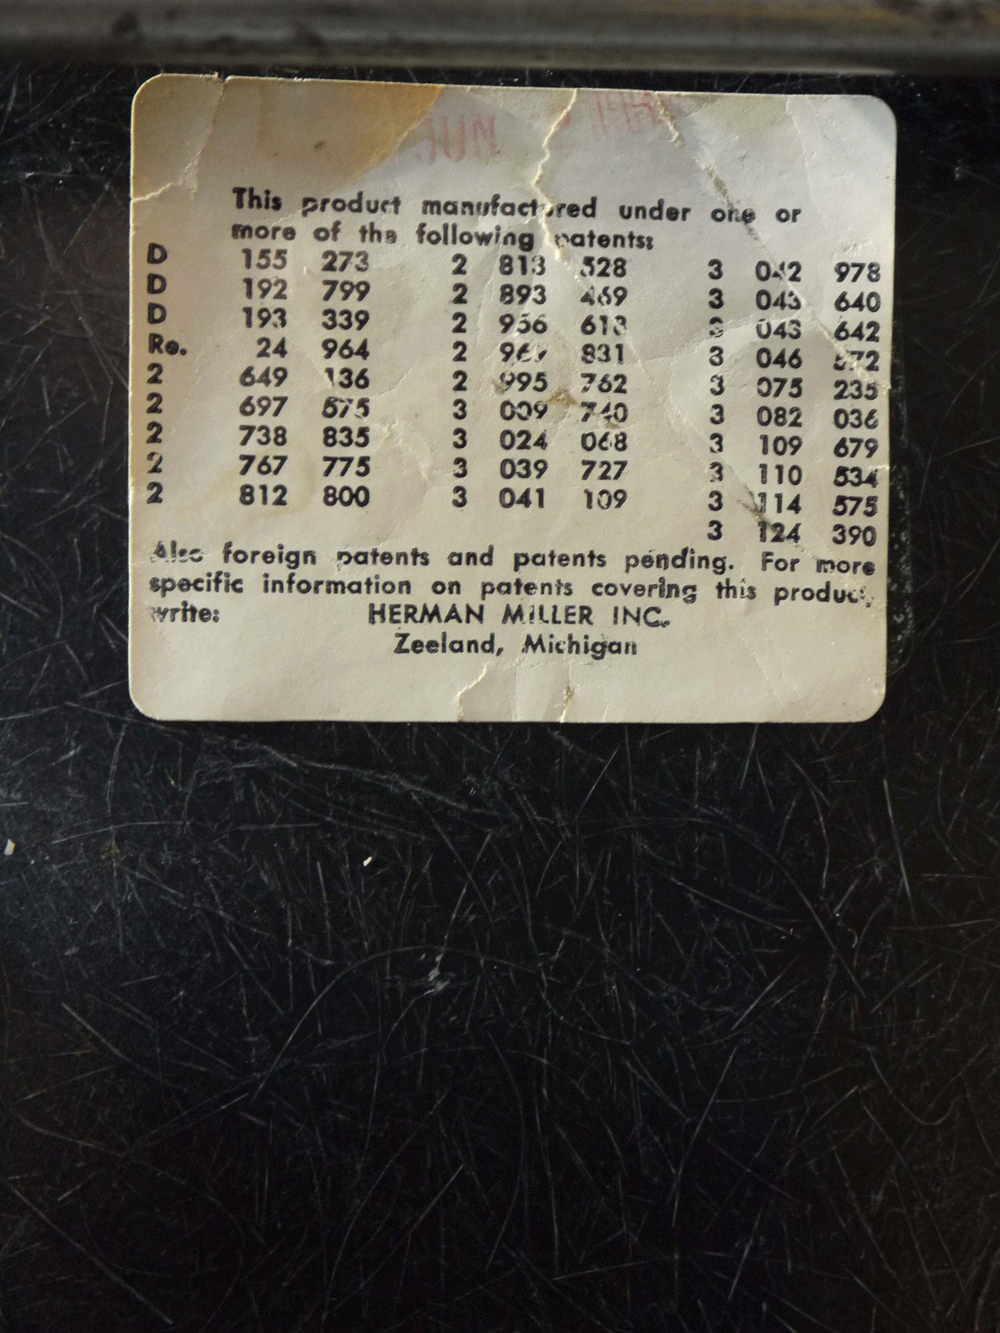 This product manufactured under one or
more of the following patents:
D 155 273 2 813 528 3 042 978
D 192 799 2 893 469 3 043 640
D 193 339 2 956 613 3 043 642
Re. 24 964 2 831 3 046
2 649 136 2 995 762 3 075 235
2 697 575 3 009 740 3 082 036
2 738 835 3 024 068 3 109 679
2 767 775 3 039 727 3 110 534
2 812 800 3 041 109 3 114 575
3 124 390
Also foreign patents and patents pending. For more
specific information on patents covering this product,
write: HERMAN MILLER INC.
Zeeland, Michigan